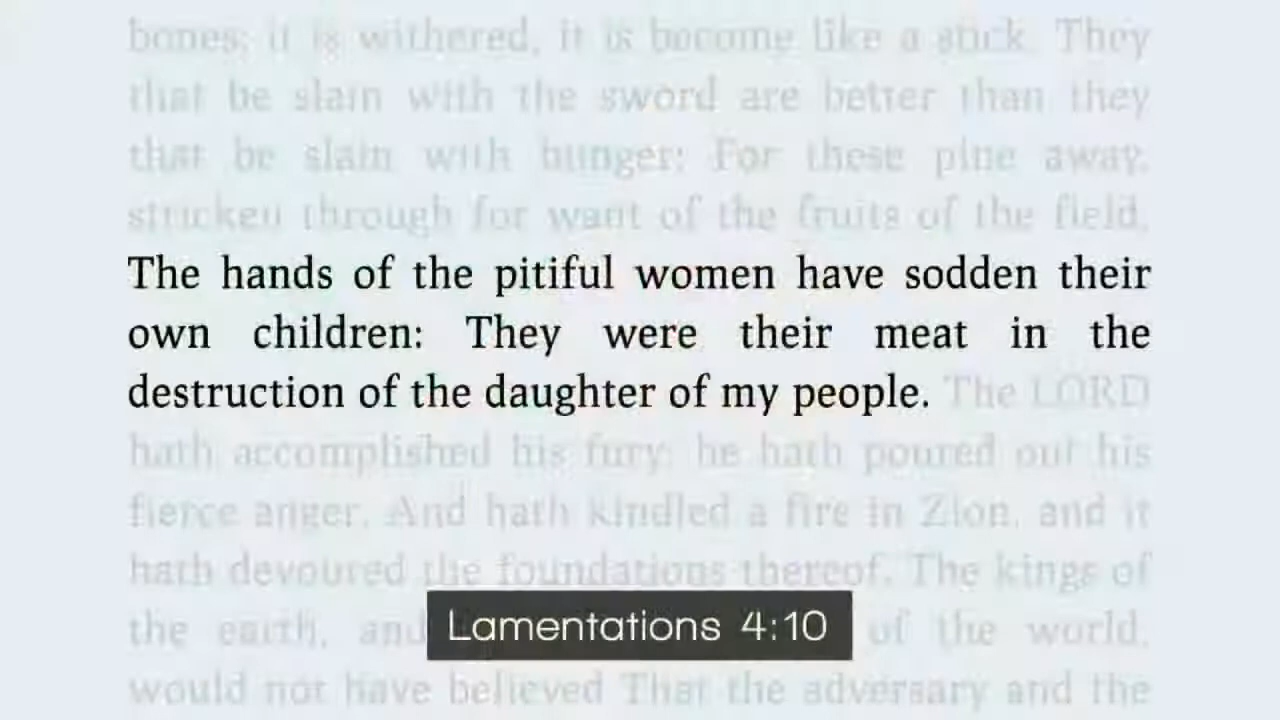 bones; it is withered, it is become like a stick. They
that be slain with the sword are better than they
that be slain with hunger: For these pine away,
stricken through for want of the fruits of the field.
The hands of the pitiful women have sodden their
own children: They were their meat in the
destruction of the daughter of my people. The LORD
hath accomplished his fury; he hath poured out his
fierce anger, And hath kindled a fire in Zion, and it
hath devoured the foundations thereof. The kings of
the earth, and of the world,
would not have believed That the adversary and the
Lamentations 4:10